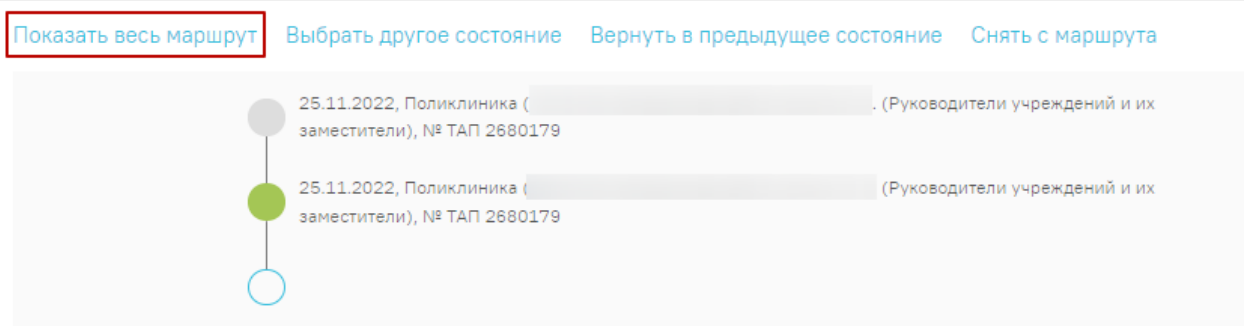 Показать весь маршрут Выбрать другое состояние Вернуть в предыдущее состояние Снять с маршрута
25.11.2022, Поликлиника ( . (Руководители учреждений и их
заместители), № ТАП 2680179
25.11.2022, Поликлиника ( (Руководители учреждений и их
заместители), № ТАП 2680179